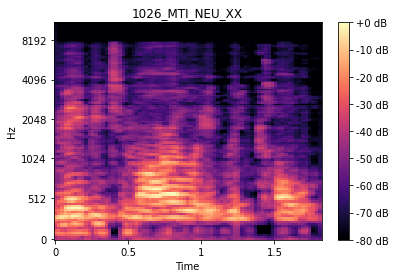 1026_MTI_NEU_XX
+0 dB
8192
-10 dB
4096
-20 dB
-30 dB
2048
Hz
-40 dB
1024
-50 dB
512
-60 dB
-70 dB
0
-80 dB
0 0.5 1 1.5
Time